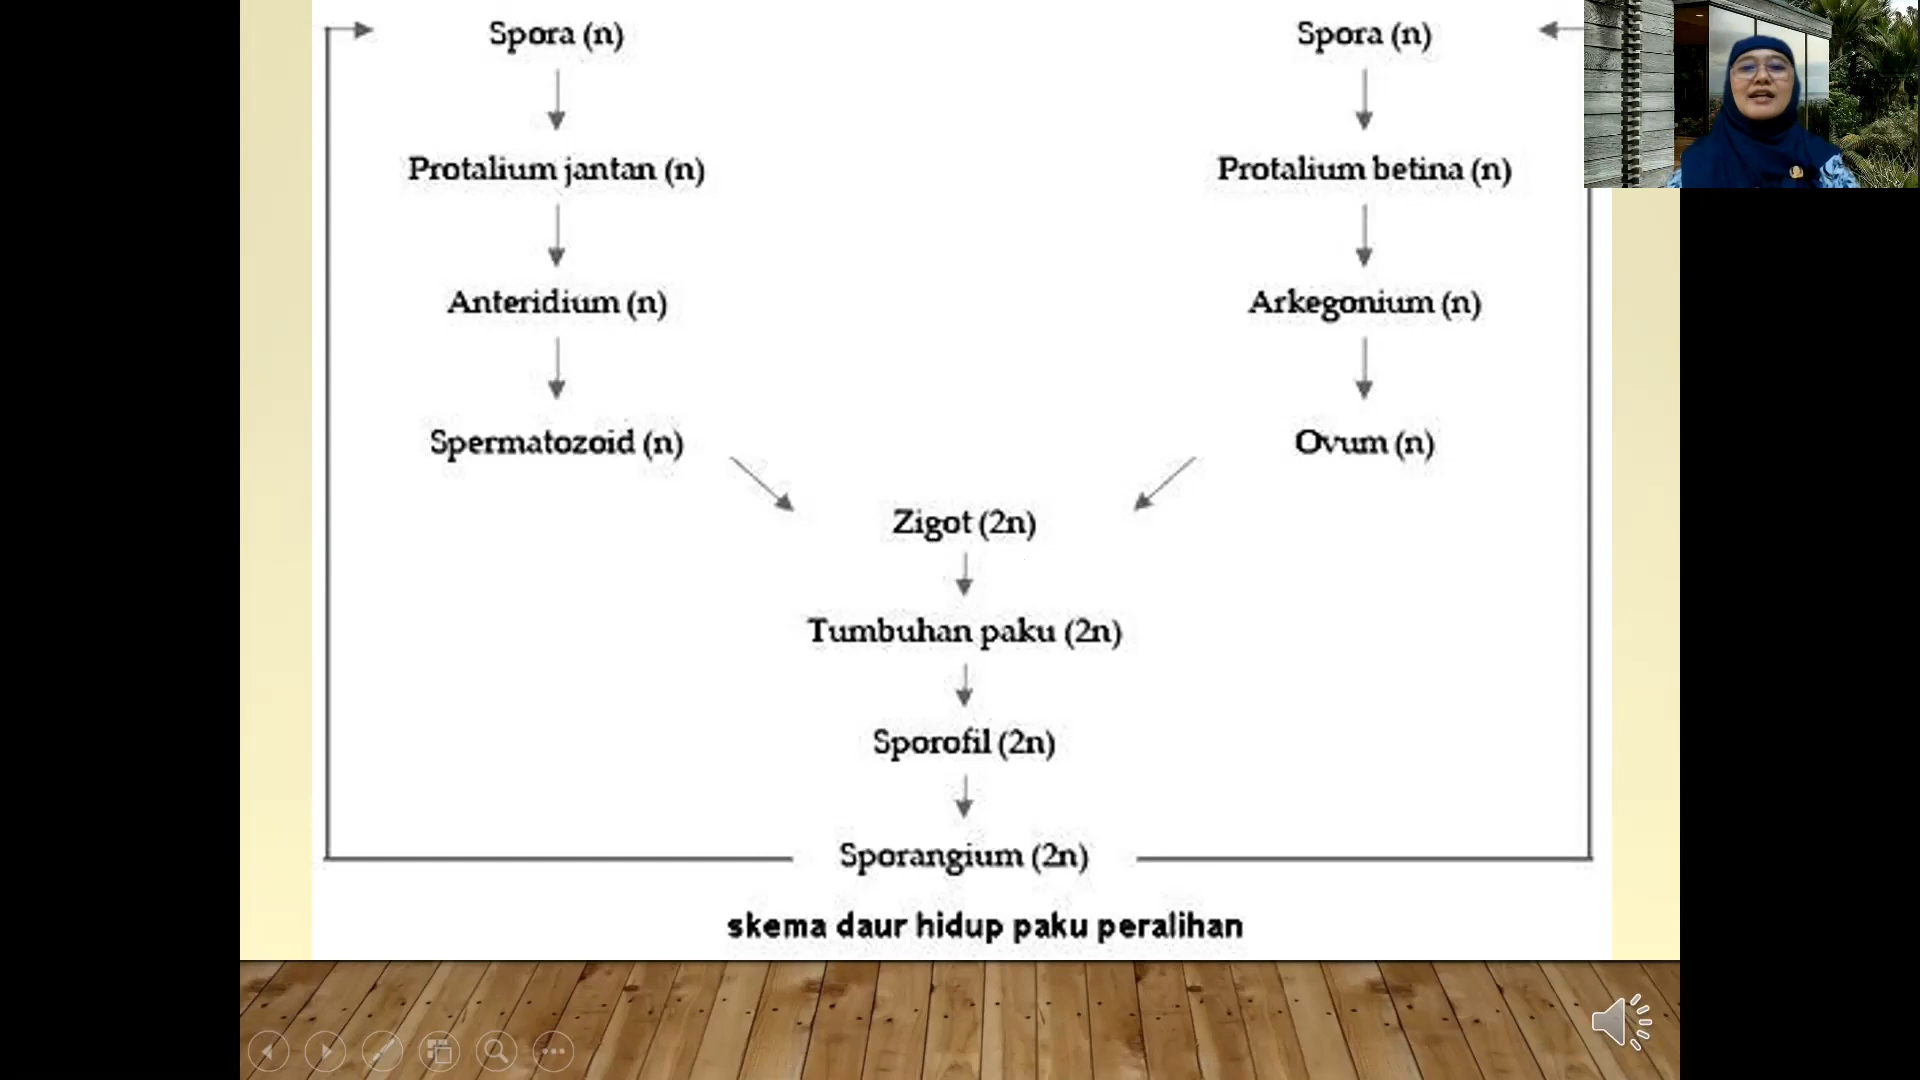 Spora (n)
Spora (n)
Protalium jantan (n)
Protalium betina (n)
Anteridium (n)
Arkegonium (n)
Spermatozoid (n)
Ovum (n)
Zigot (2n)
Tumbuhan paku (2n)
Sporofil (2n)
Sporangium (2n)
skema daur hidup paku peralihan